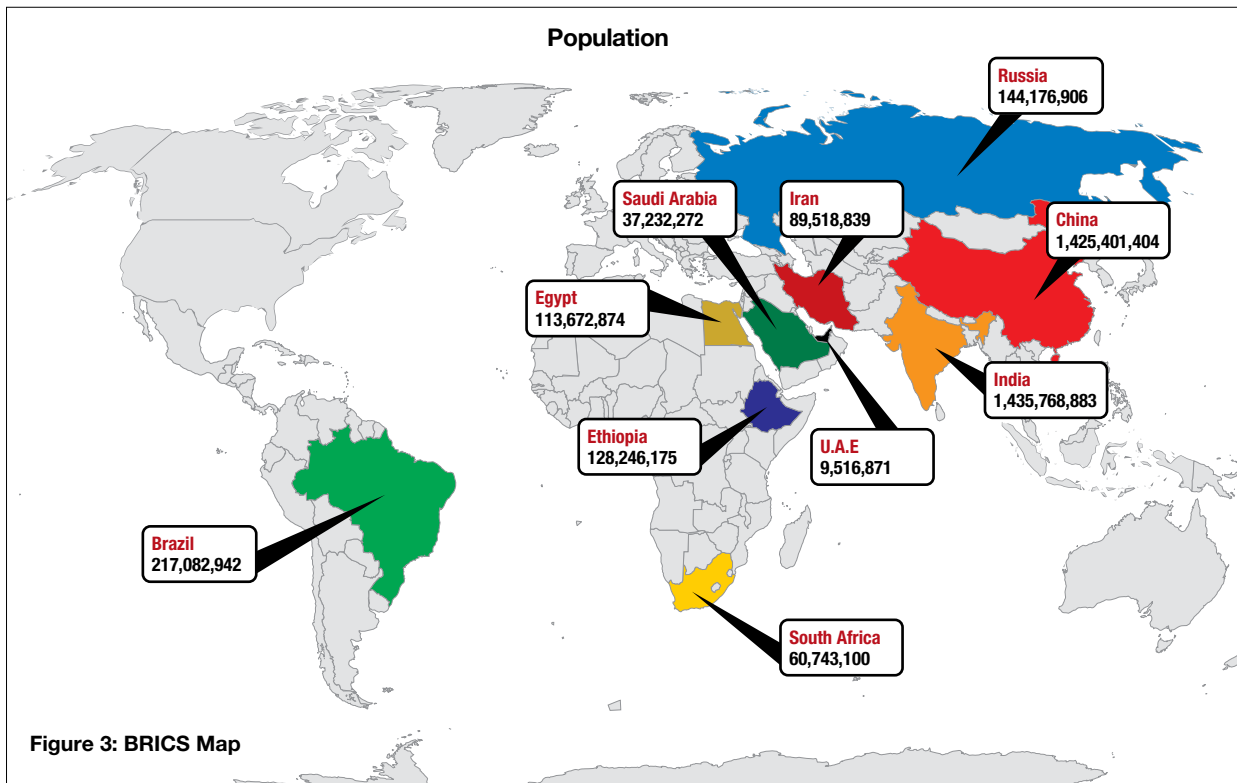 Population
Russia
144,176,906
Saudi Arabia
37,232,272
Iran
89,518,839
China
1,425,401,404
Egypt
113,672,874
India
1,435,768,883
Ethiopia
128,246,175
U.A.E
9,516,871
Brazil
217,082,942
South Africa
60,743,100
Figure 3: BRICS Map